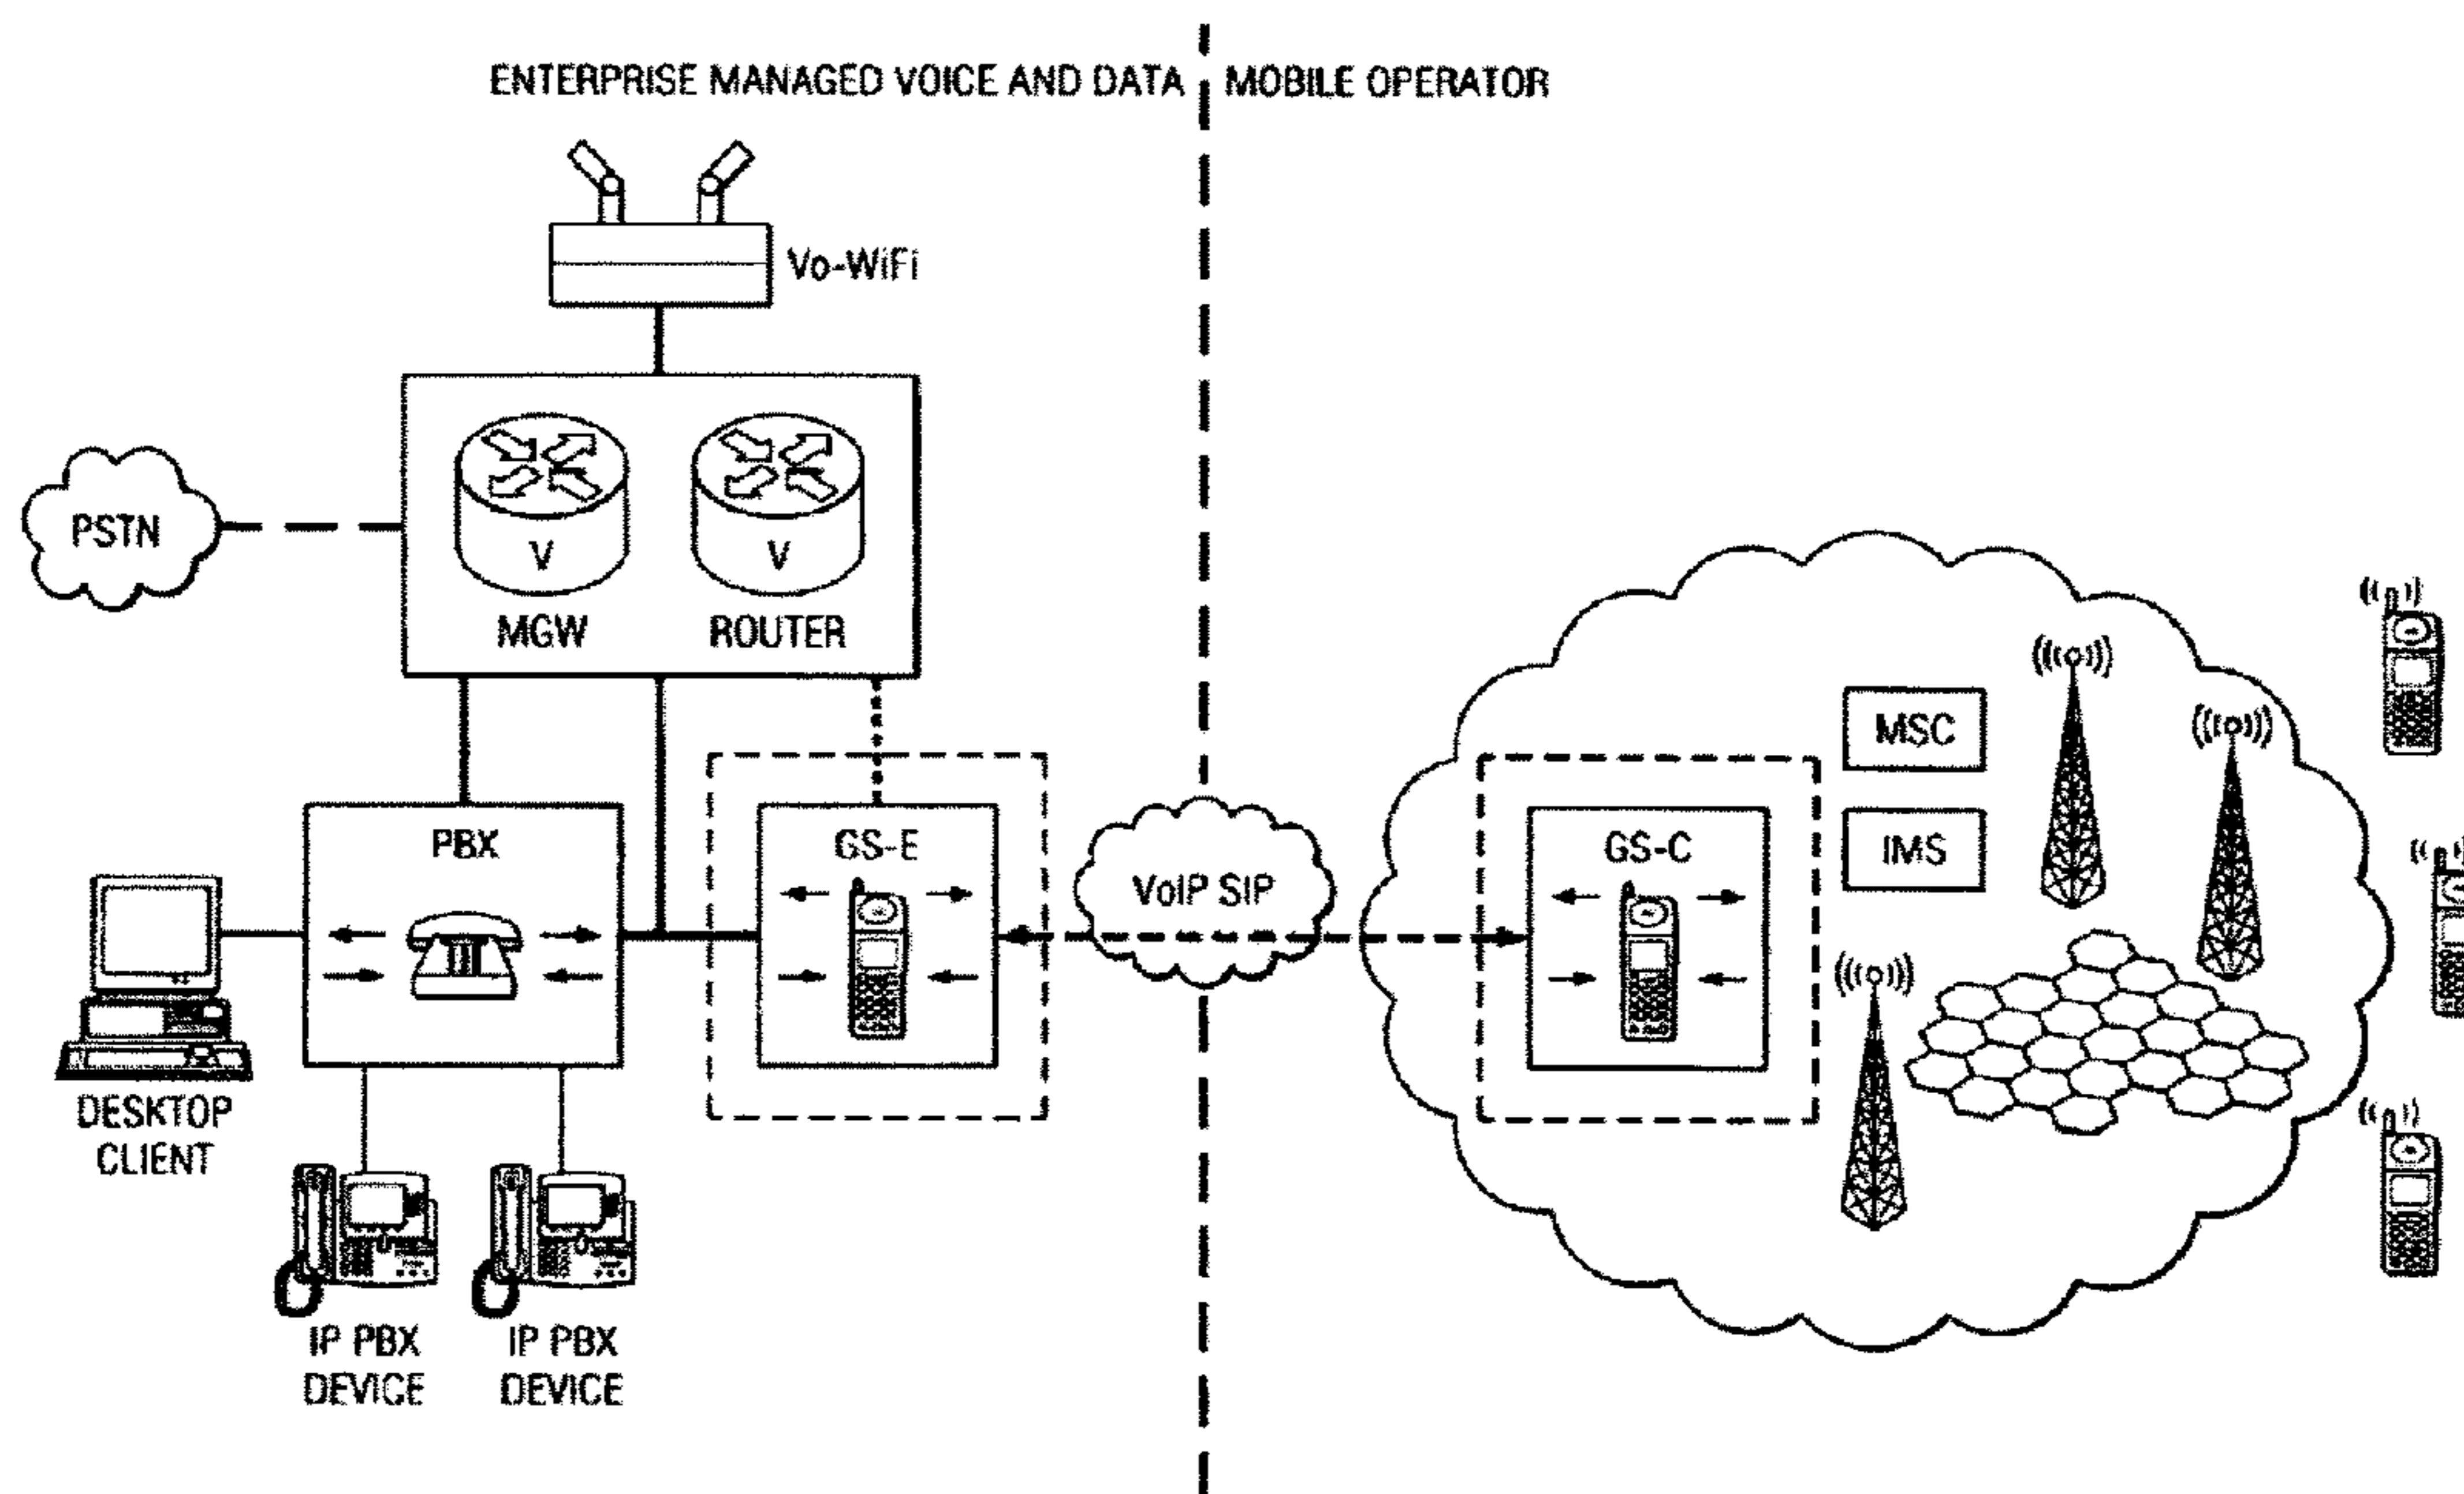 ENTERPRISE MANAGED VOICE AND DATA
MOBILE OPERATOR
Vo-WiFi
PSTN
V
V
MGW
ROUTER
PBX
GS-E
VoIP SIP
GS-C
MSC
IMS
DESKTOP
CLIENT
IP PBX
DEVICE
IP PBX
DEVICE